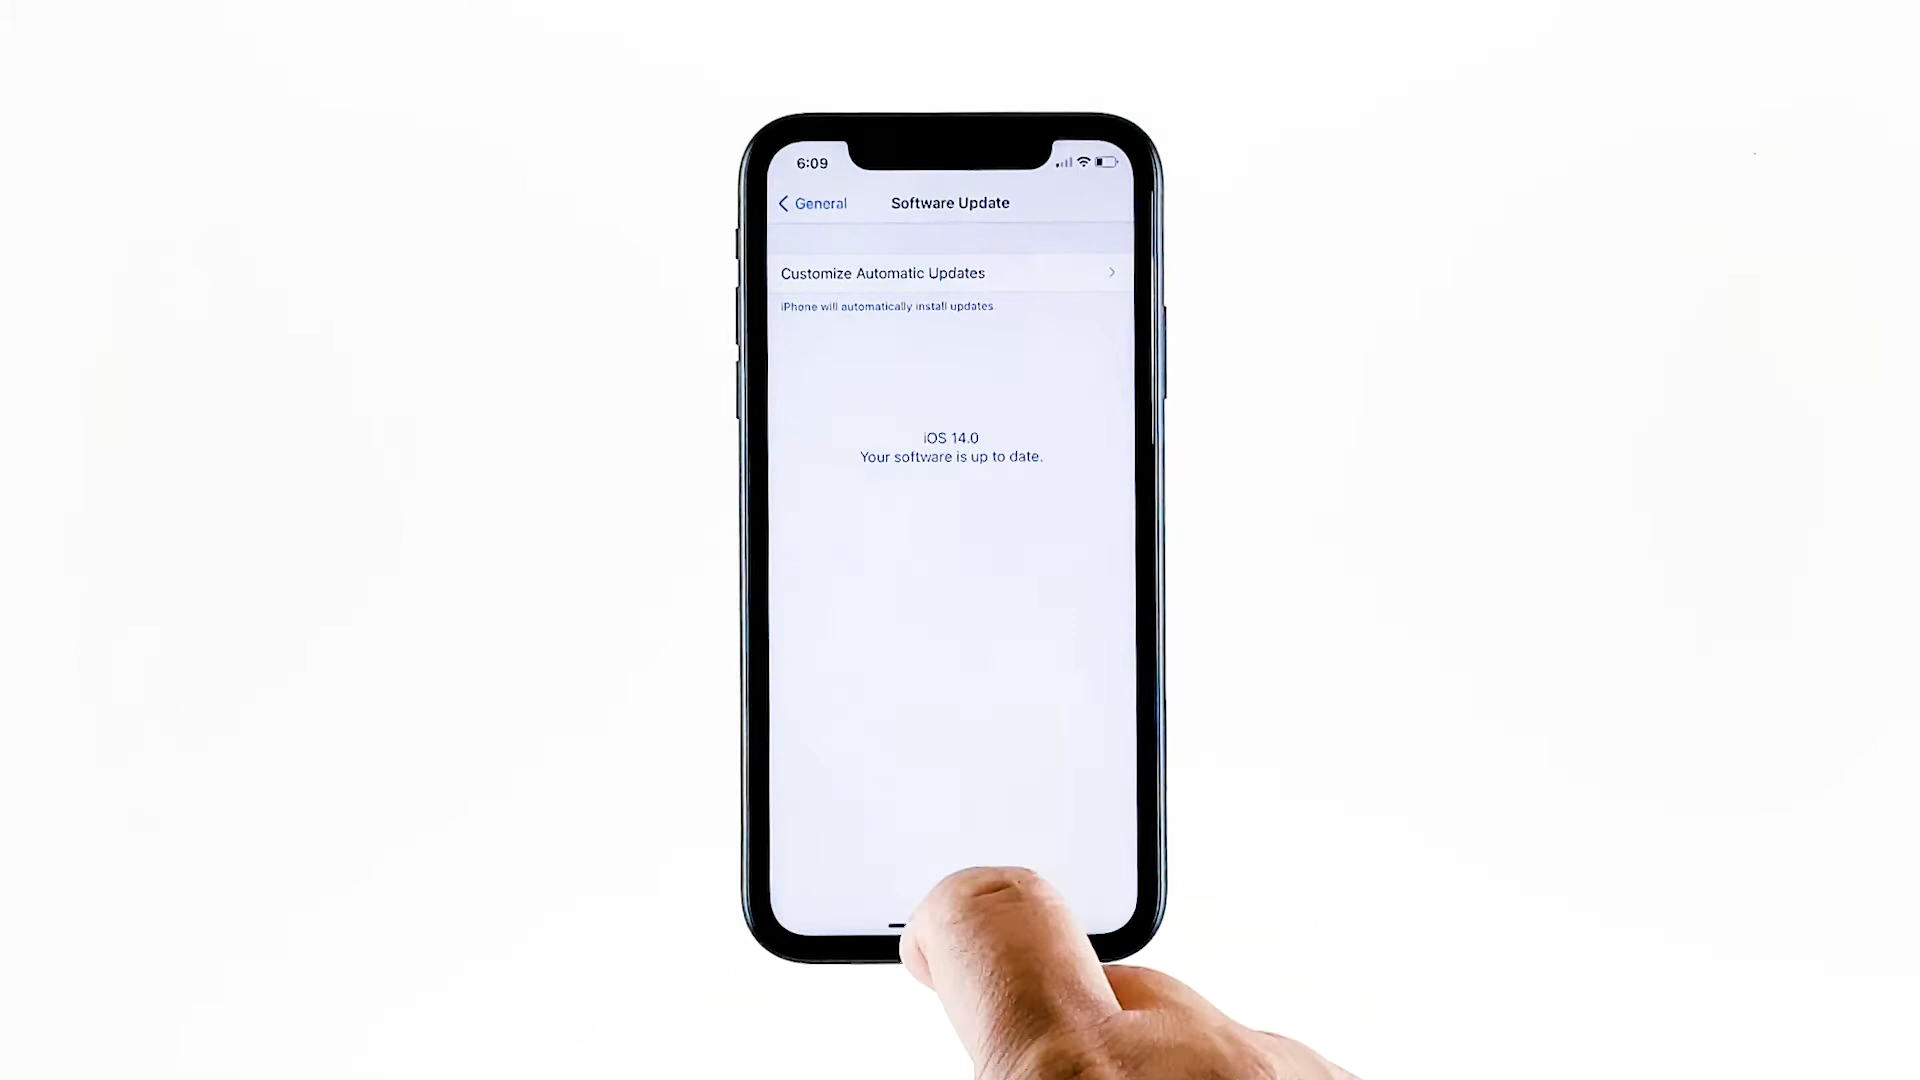 6:09
General
Software Update
Customize Automatic Updates
iPhone will automatically install updates.
iOS 14.0
Your software is up to date.